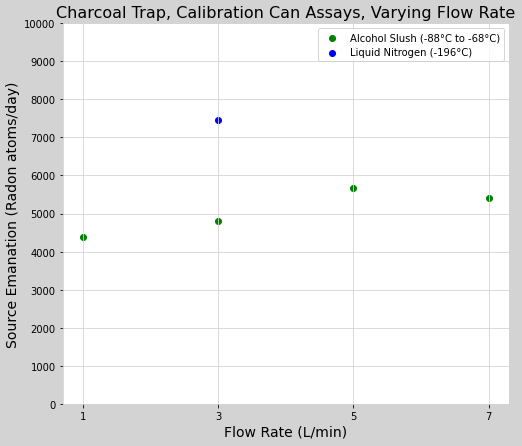 Charcoal Trap, Calibration Can Assays, Varying Flow Rate
Alcohol Slush (-88°C to -68°C)
Liquid Nitrogen (-196°C)
Source Emanation (Radon atoms/day)
10000
9000
8000
7000
6000
5000
4000
3000
2000
1000
0
1 3 5 7
Flow Rate (L/min)